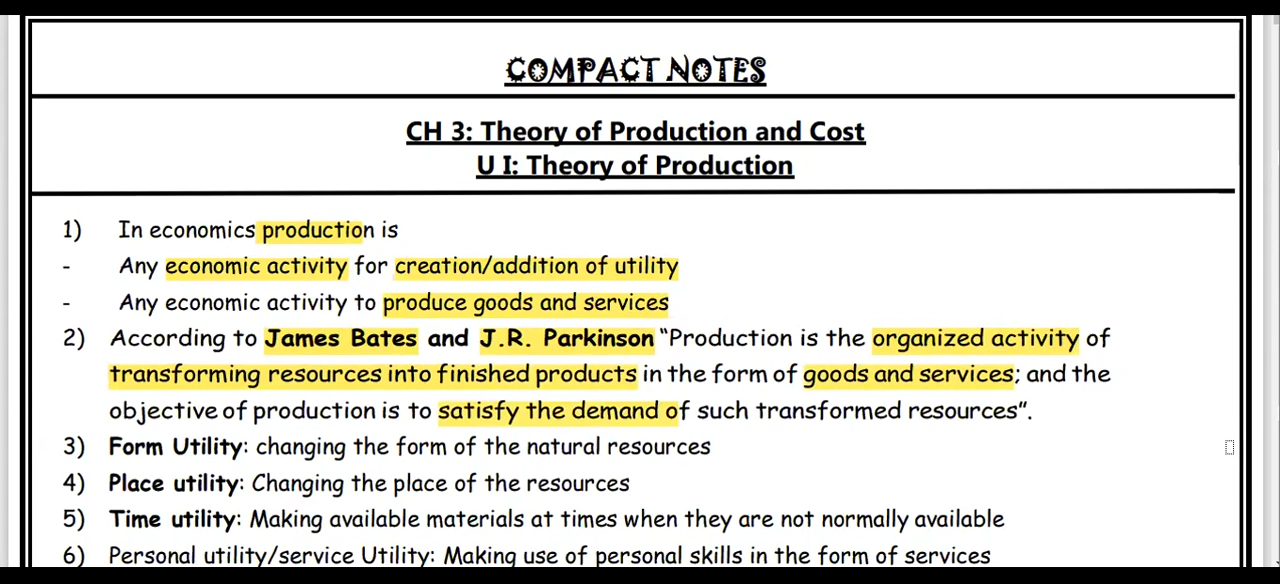 COMPACT NOTES
CH 3: Theory of Production and Cost
U I: Theory of Production
1) In economics production is
- Any economic activity for creation/addition of utility
- Any economic activity to produce goods and services
2) According to James Bates and J.R. Parkinson “Production is the organized activity of
transforming resources into finished products in the form of goods and services; and the
objective of production is to satisfy the demand of such transformed resources”.
3) Form Utility: changing the form of the natural resources
4) Place utility: Changing the place of the resources
5) Time utility: Making available materials at times when they are not normally available
6) Personal utility/service Utility: Making use of personal skills in the form of services